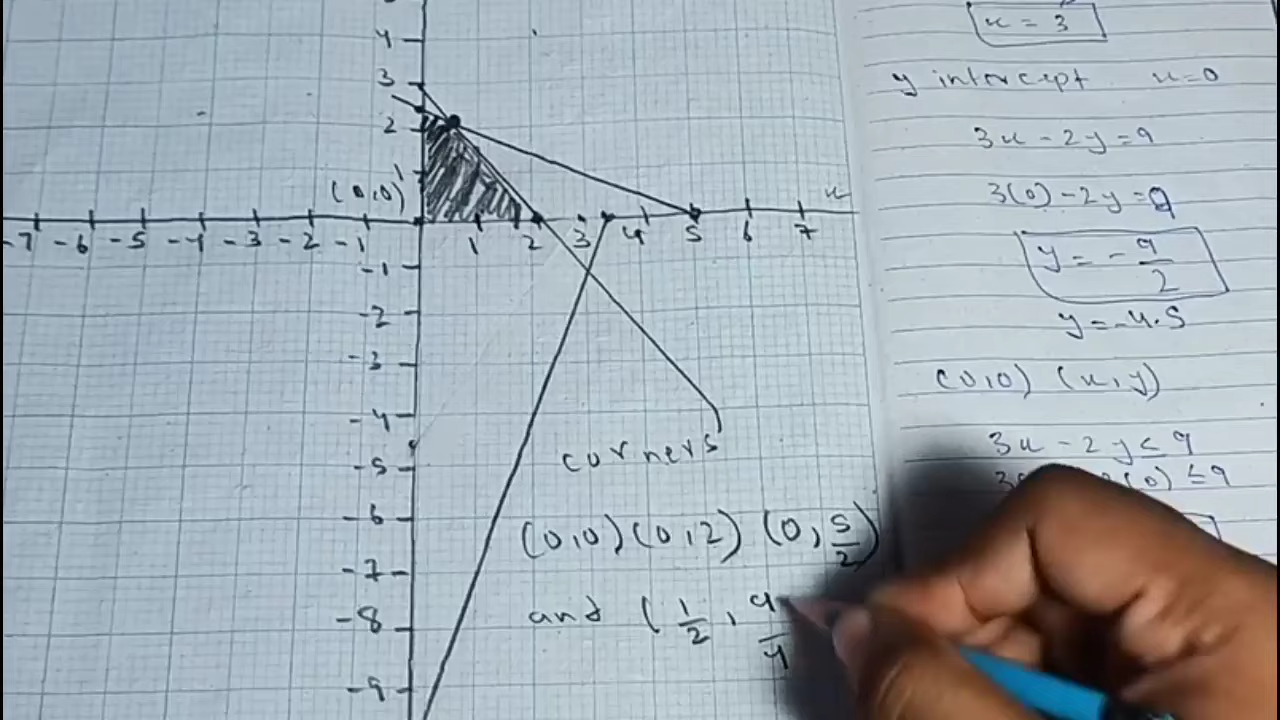 4
3
2
1
(0,0)
x
-7 -6 -5 -4 -3 -2 -1 1 2 3 4 5 6 7
-1
-2
-3
-4
-5
-6
-7
-8
-9
corners
(0,0) (0,2) (0, 5/2)
and ( 1/2 , 9/4
x = 3
y intercept x=0
3x - 2y = 9
3(0) - 2y = 9
y = - 9/2
y = -4.5
(0,0) (x,y)
3x - 2y ≤ 9
(0) ≤ 9